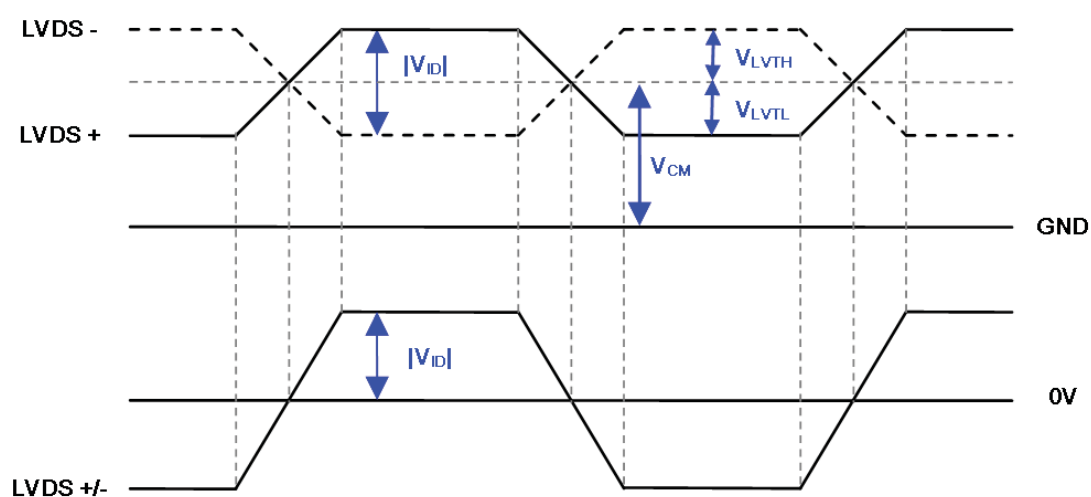 LVDS -
|VID|
VLVTH
LVDS +
VLVTL
VCM
GND
|VID|
0V
LVDS +/-